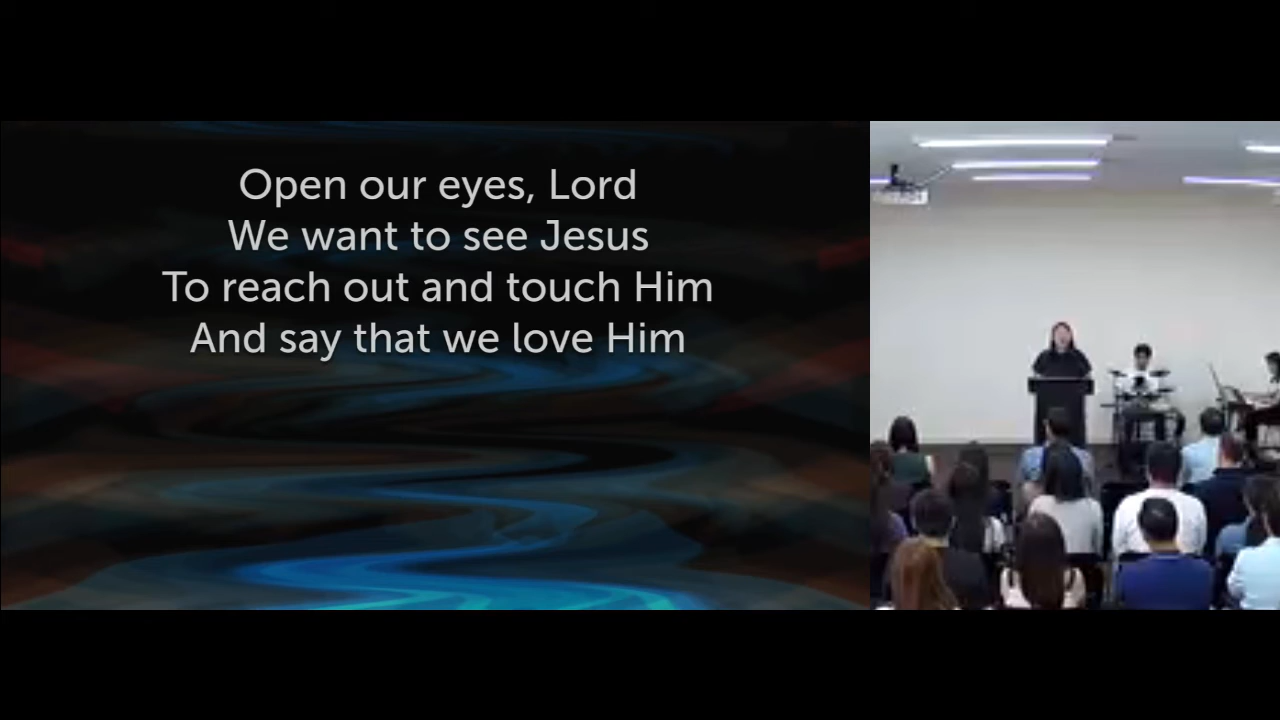 Open our eyes, Lord
We want to see Jesus
To reach out and touch Him
And say that we love Him